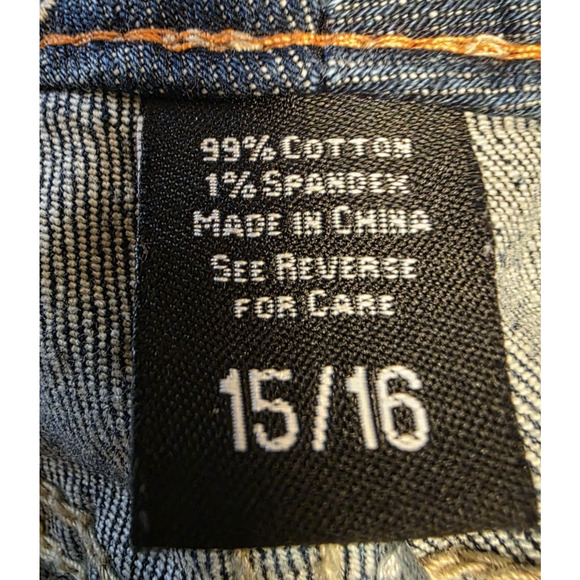 99% COTTON
1% SPANDEX
MADE IN CHINA
SEE REVERSE
FOR CARE
15/16